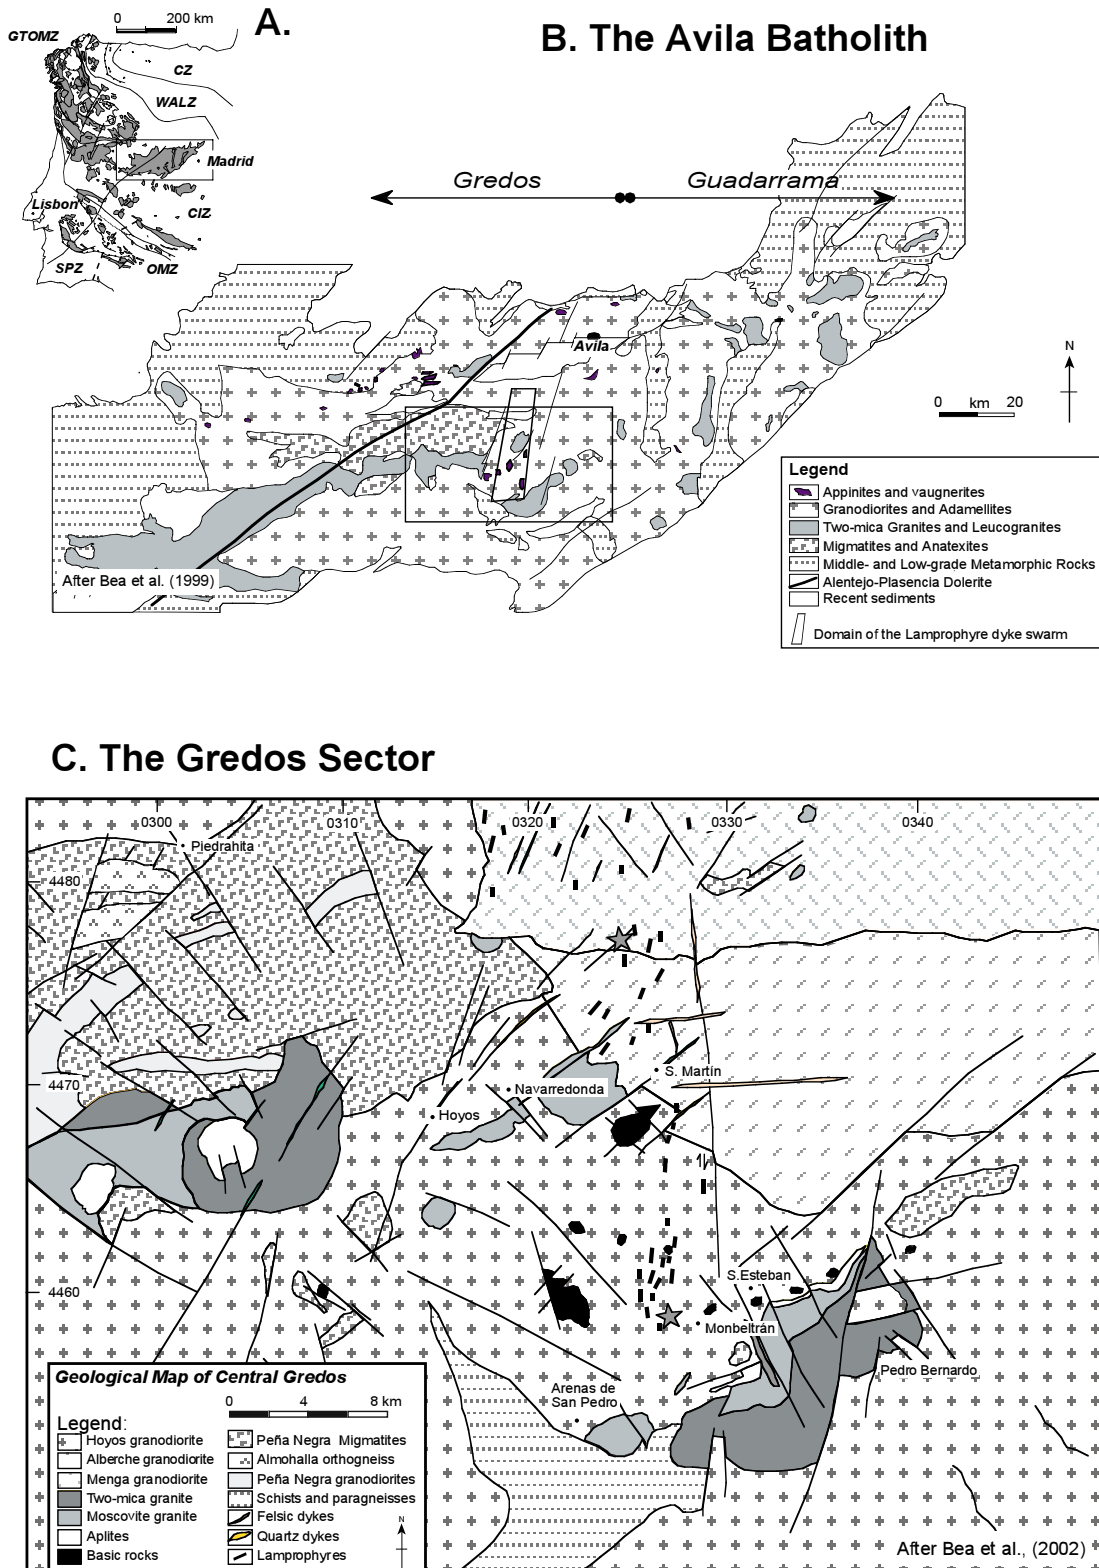 A.
0 200 km
GTOMZ
CZ
WALZ
Madrid
Lisbon
CIZ
SPZ
OMZ
B. The Avila Batholith
Gredos
Guadarrama
Avila
N
0 km 20
After Bea et al. (1999)
Legend
Appinites and vaugnerites
Granodiorites and Adamellites
Two-mica Granites and Leucogranites
Migmatites and Anatexites
Middle- and Low-grade Metamorphic Rocks
Alentejo-Plasencia Dolerite
Recent sediments
Domain of the Lamprophyre dyke swarm
C. The Gredos Sector
0300
0310
0320
0330
0340
Piedrahita
4480
4470
S. Martín
Navarredonda
Hoyos
4460
S.Esteban
Monbeltrán
Pedro Bernardo
Arenas de
San Pedro
Geological Map of Central Gredos
0 4 8 km
Legend:
Hoyos granodiorite
Alberche granodiorite
Menga granodiorite
Two-mica granite
Moscovite granite
Aplites
Basic rocks
Peña Negra Migmatites
Almohalla orthogneiss
Peña Negra granodiorites
Schists and paragneisses
Felsic dykes
Quartz dykes
Lamprophyres
N
After Bea et al., (2002)